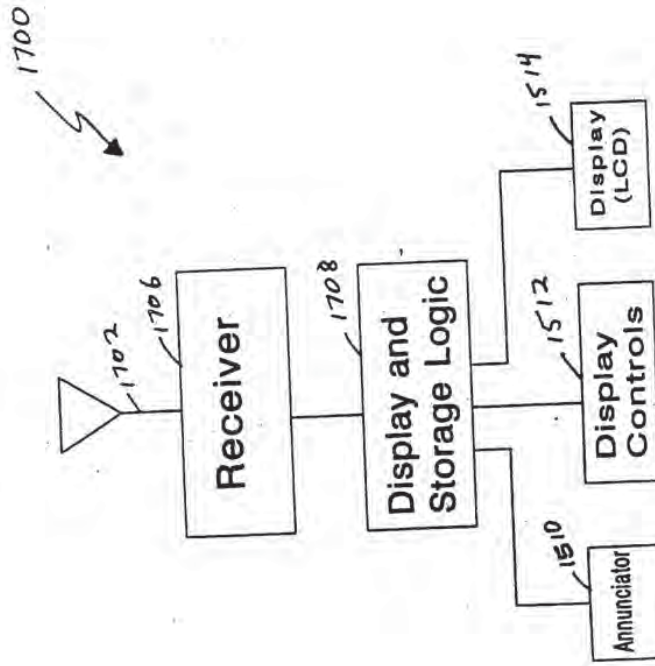 1700
1702
1706
Receiver
1708
Display and
Storage Logic
1510
Annunciator
1512
Display
Controls
1514
Display
(LCD)